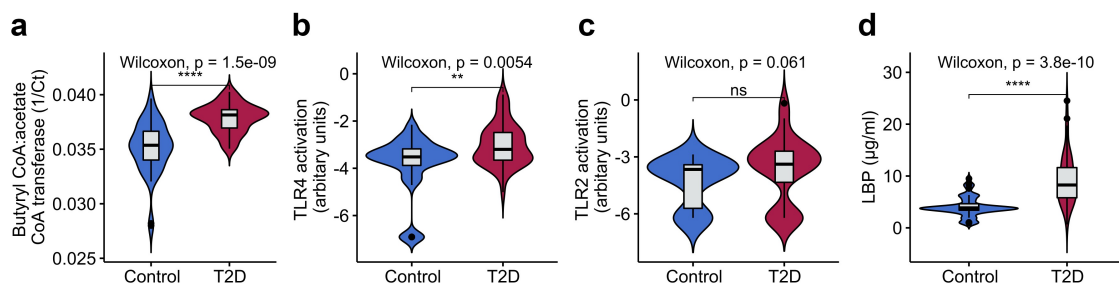 a
Wilcoxon, p = 1.5e-09
****
Butyryl CoA:acetate
CoA transferase (1/Ct)
0.040
0.035
0.030
0.025
Control
T2D
b
Wilcoxon, p = 0.0054
**
TLR4 activation
(arbitary units)
0
-2
-4
-6
Control
T2D
c
Wilcoxon, p = 0.061
ns
TLR2 activation
(arbitary units)
0
-3
-6
Control
T2D
d
Wilcoxon, p = 3.8e-10
****
LBP (µg/ml)
30
20
10
0
Control
T2D